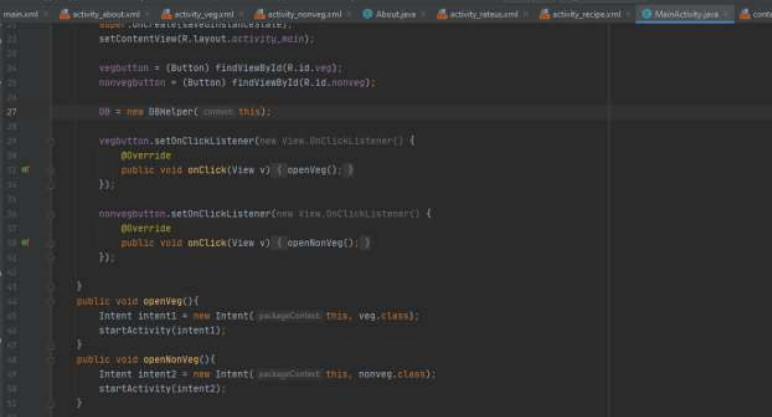 main.xml activity_about.xml activity_veg.xml activity_nonveg.xml About.java activity_rateus.xml activity_recipe.xml MainActivity.java
super.onCreate(savedInstanceState);
setContentView(R.layout.activity_main);
vegbutton = (Button) findViewById(R.id.veg);
nonvegbutton = (Button) findViewById(R.id.nonveg);
27 DB = new DBHelper( context: this);
vegbutton.setOnClickListener(new View.OnClickListener() {
@Override
public void onClick(View v) { openVeg(); }
});
nonvegbutton.setOnClickListener(new View.OnClickListener() {
@Override
public void onClick(View v) { openNonVeg(); }
});
}
public void openVeg(){
Intent intent1 = new Intent( packageContext: this, veg.class);
startActivity(intent1);
}
public void openNonVeg(){
Intent intent2 = new Intent( packageContext: this, nonveg.class);
startActivity(intent2);
}